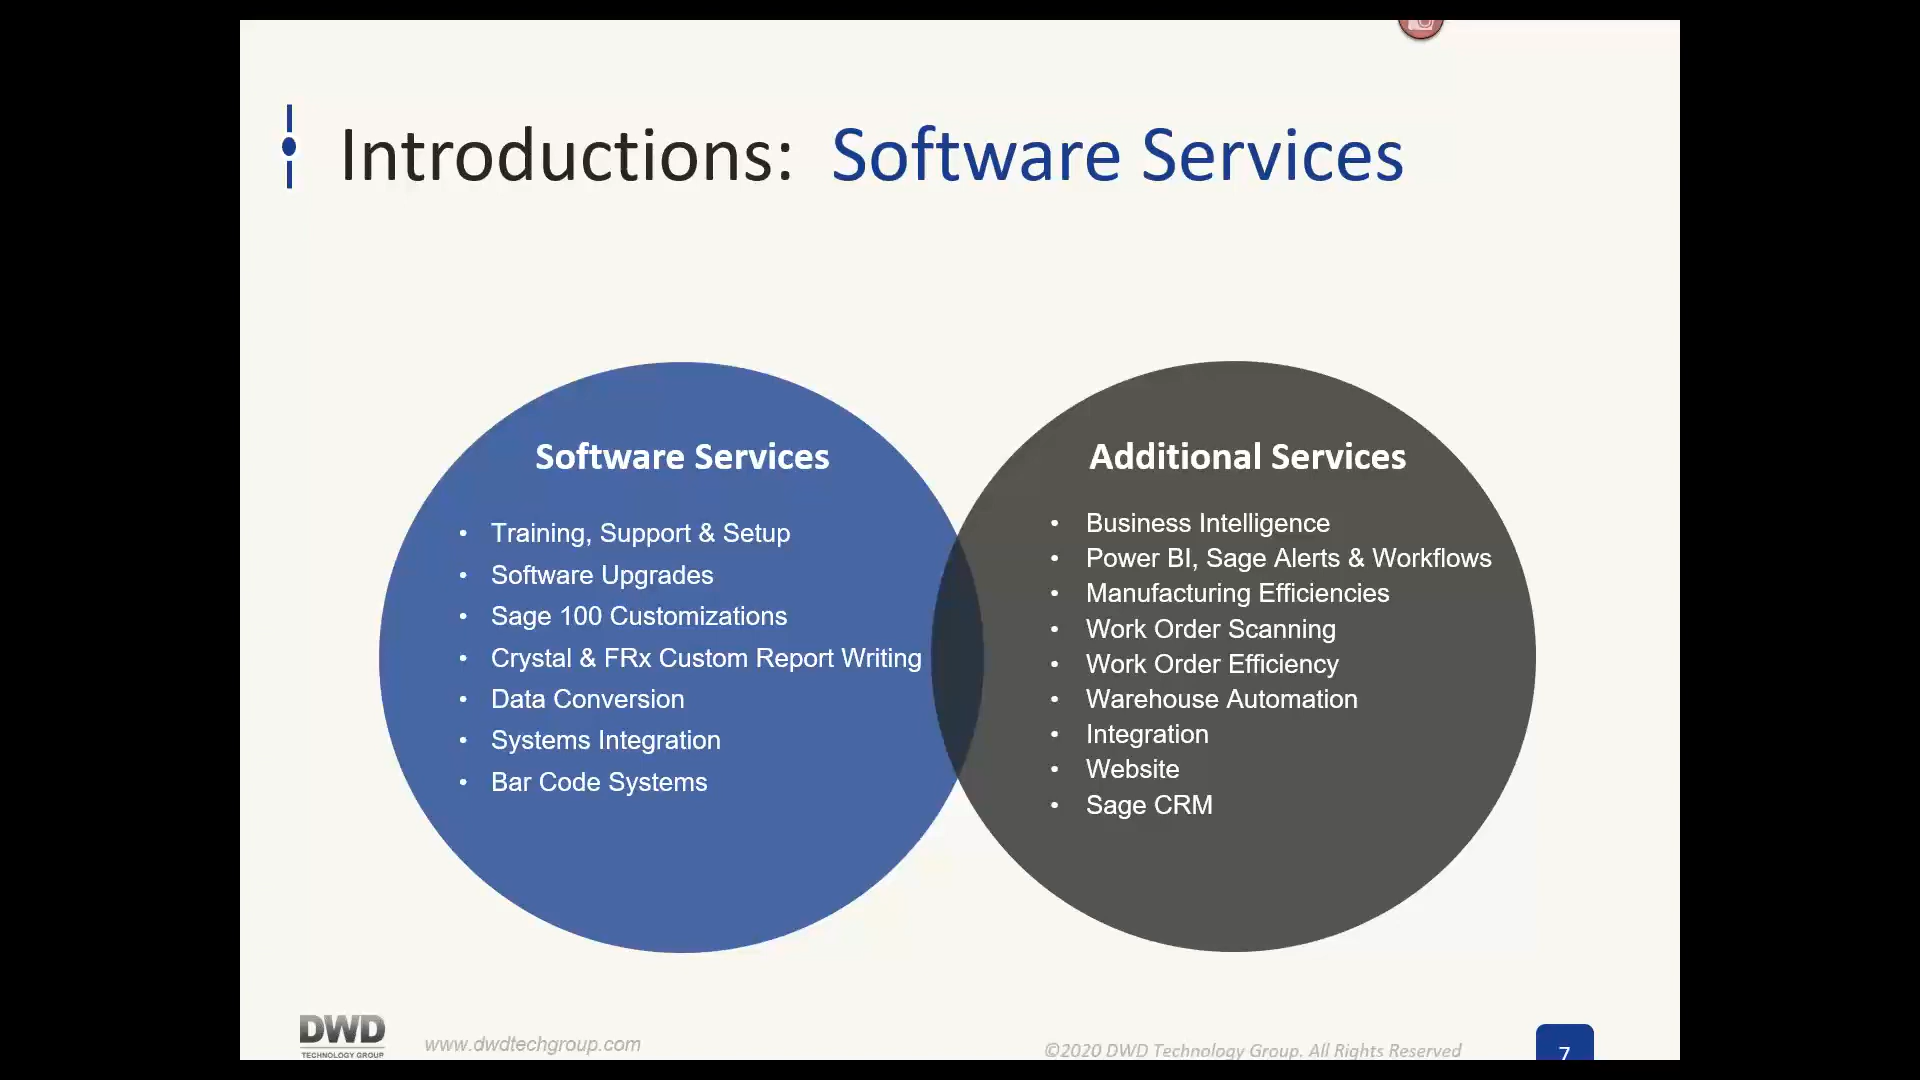 Introductions: Software Services
Software Services
• Training, Support & Setup
• Software Upgrades
• Sage 100 Customizations
• Crystal & FRx Custom Report Writing
• Data Conversion
• Systems Integration
• Bar Code Systems
Additional Services
• Business Intelligence
• Power BI, Sage Alerts & Workflows
• Manufacturing Efficiencies
• Work Order Scanning
• Work Order Efficiency
• Warehouse Automation
• Integration
• Website
• Sage CRM
DWD
TECHNOLOGY GROUP
www.dwdtechgroup.com
©2020 DWD Technology Group. All Rights Reserved
7